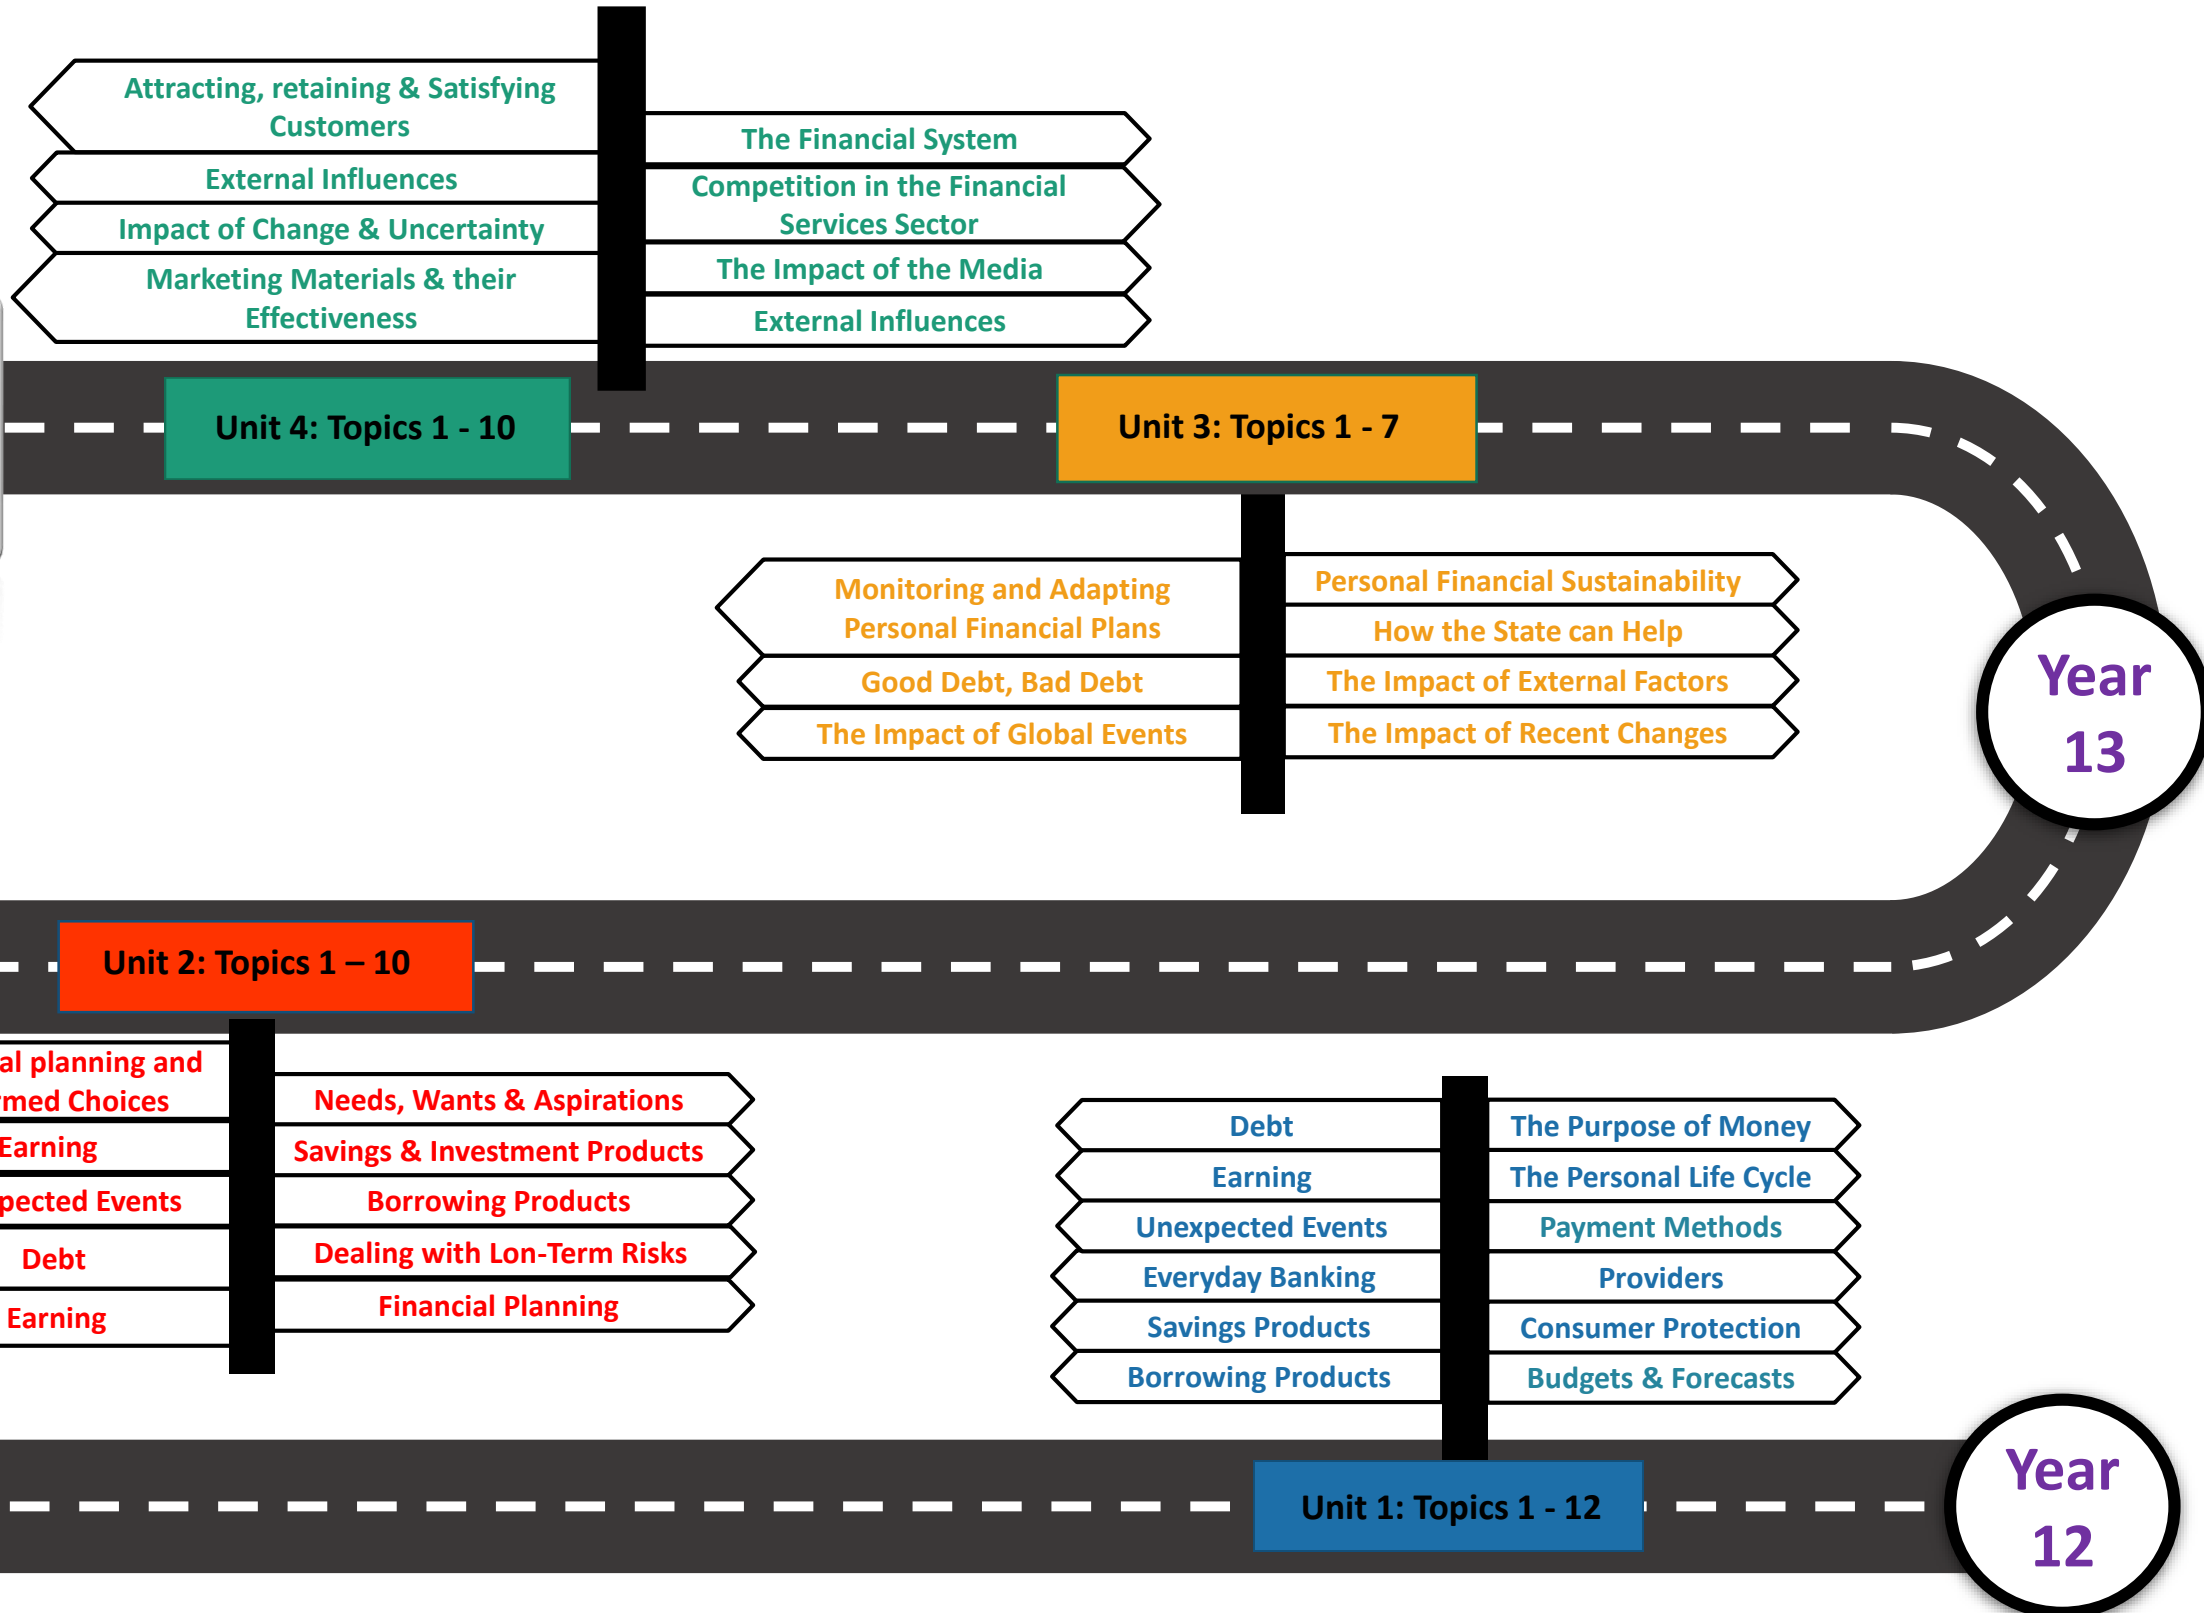 Attracting, retaining & Satisfying
Customers
External Influences
Impact of Change & Uncertainty
Marketing Materials & their
Effectiveness
The Financial System
Competition in the Financial
Services Sector
The Impact of the Media
External Influences
Unit 4: Topics 1 - 10
Unit 3: Topics 1 - 7
Monitoring and Adapting
Personal Financial Plans
Good Debt, Bad Debt
The Impact of Global Events
Personal Financial Sustainability
How the State can Help
The Impact of External Factors
The Impact of Recent Changes
Year
13
Unit 2: Topics 1 – 10
planning and
Choices
Earning
Events
Debt
Earning
Needs, Wants & Aspirations
Savings & Investment Products
Borrowing Products
Dealing with Lon-Term Risks
Financial Planning
Debt
Earning
Unexpected Events
Everyday Banking
Savings Products
Borrowing Products
The Purpose of Money
The Personal Life Cycle
Payment Methods
Providers
Consumer Protection
Budgets & Forecasts
Unit 1: Topics 1 - 12
Year
12